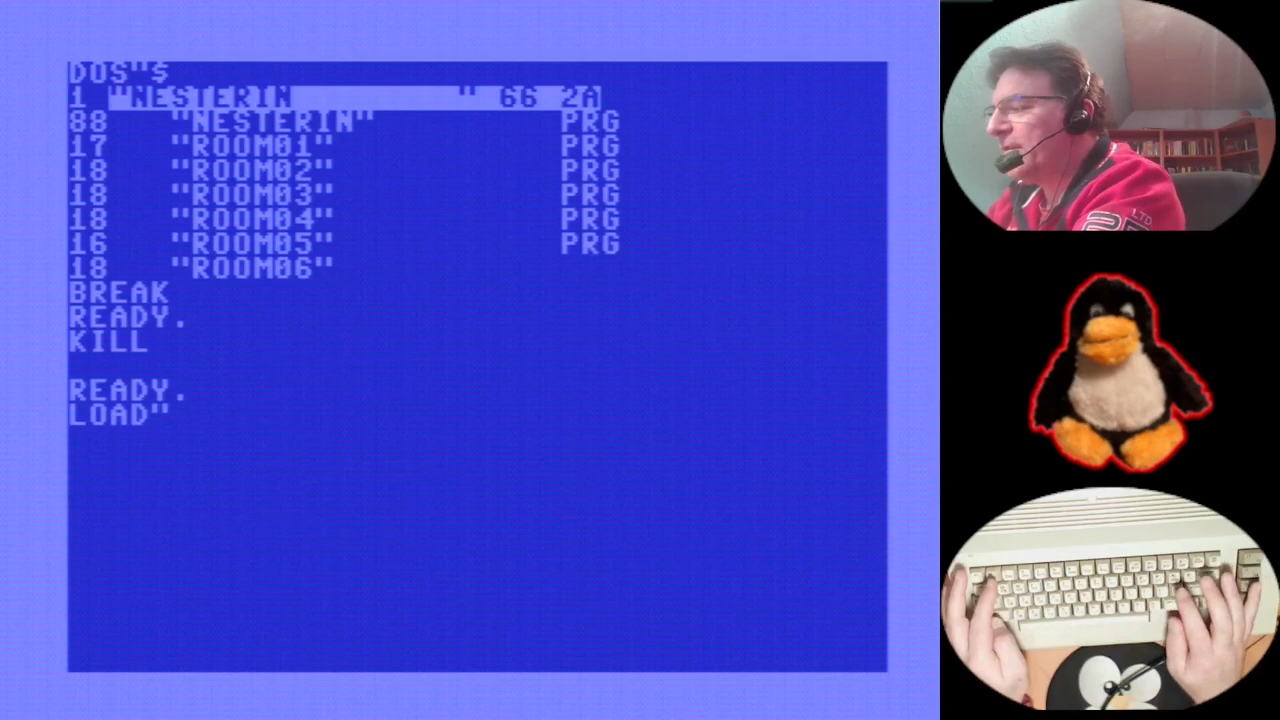 DOS"$
1 "NESTERIN         " 66 2A
88   "NESTERIN"         PRG
17   "ROOM01"           PRG
18   "ROOM02"           PRG
18   "ROOM03"           PRG
18   "ROOM04"           PRG
16   "ROOM05"           PRG
18   "ROOM06"
BREAK
READY.
KILL
READY.
LOAD"
LTD